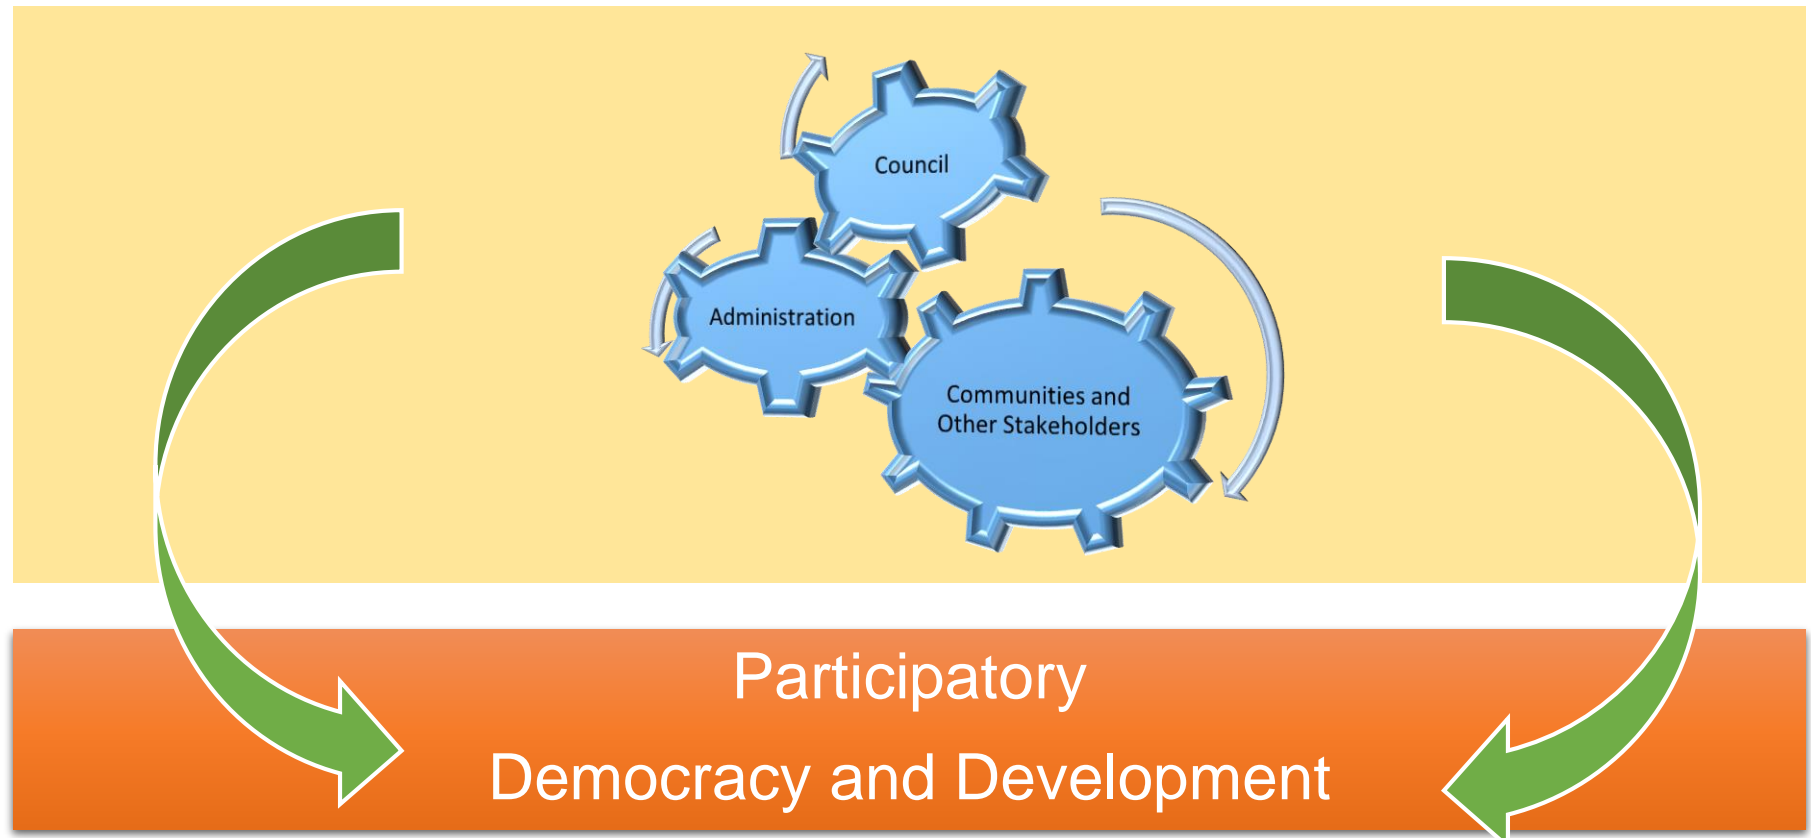 Council
Administration
Communities and
Other Stakeholders
Participatory
Democracy and Development